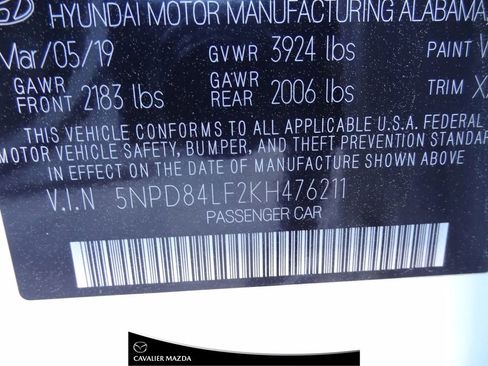 HYUNDAI MOTOR MANUFACTURING ALABAMA,
Mar/05/19 GVWR 3924 lbs PAINT
GAWR FRONT 2183 lbs GAWR REAR 2006 lbs TRIM
THIS VEHICLE CONFORMS TO ALL APPLICABLE U.S.A. FEDERAL
MOTOR VEHICLE SAFETY, BUMPER, AND THEFT PREVENTION
STANDARDS IN EFFECT ON THE DATE OF MANUFACTURE SHOWN ABOVE
V.I.N 5NPD84LF2KH476211
PASSENGER CAR
CAVALIER MAZDA